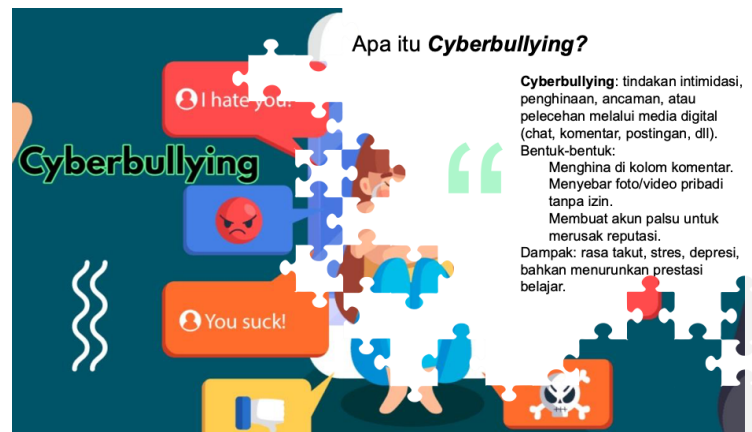 Apa itu Cyberbullying?
I hate you!
Cyberbullying
Cyberbullying: tindakan intimidasi,
penghinaan, ancaman, atau
pelecehan melalui media digital
(chat, komentar, postingan, dll).
Bentuk-bentuk:
Menghina di kolom komentar.
Menyebar foto/video pribadi
tanpa izin.
Membuat akun palsu untuk
merusak reputasi.
Dampak: rasa takut, stres, depresi,
bahkan menurunkan prestasi
belajar.
You suck!